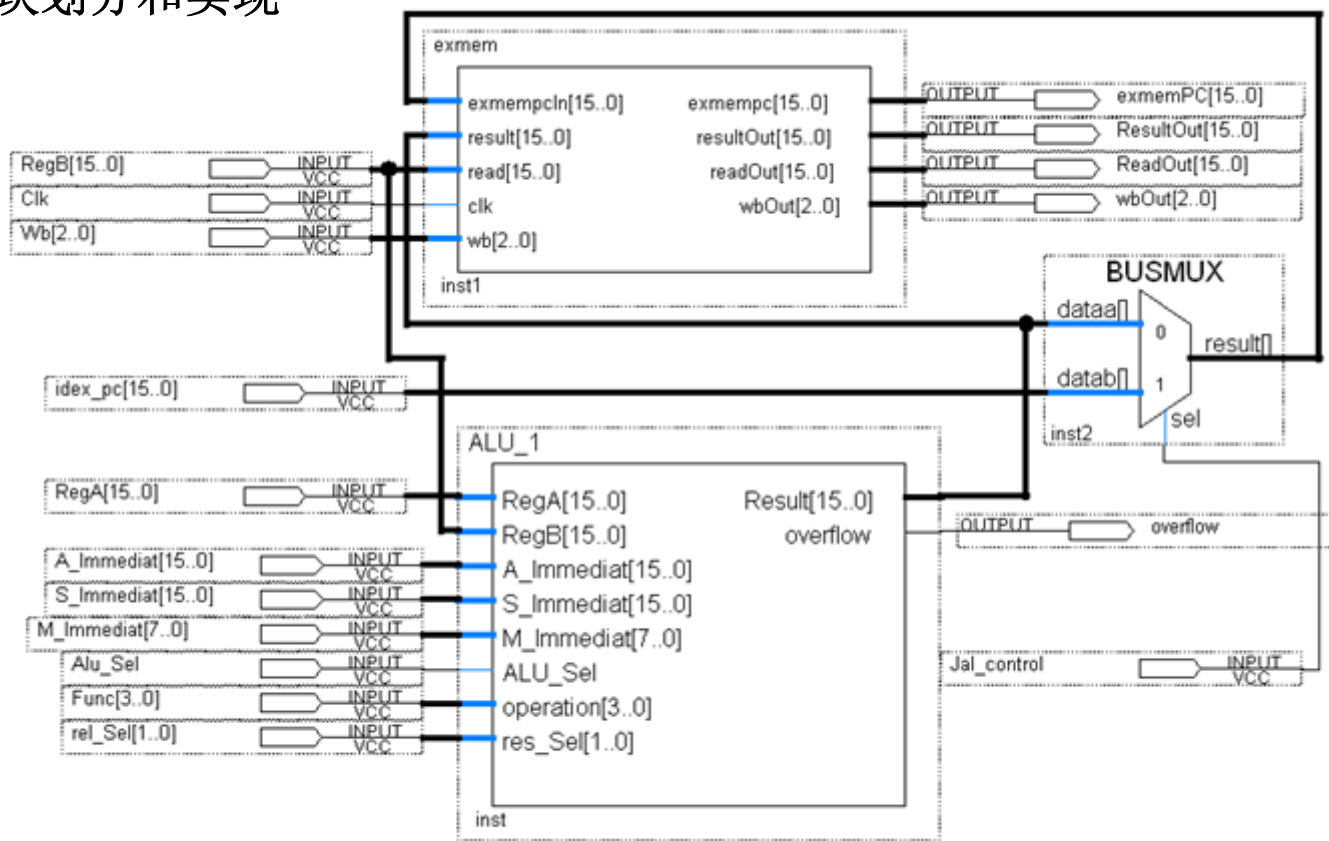 块划分和实现
exmem
exmempcIn[15..0]
exmempc[15..0]
OUTPUT
exmemPC[15..0]
result[15..0]
resultOut[15..0]
OUTPUT
ResultOut[15..0]
RegB[15..0]
INPUT
VCC
read[15..0]
readOut[15..0]
OUTPUT
ReadOut[15..0]
Clk
INPUT
VCC
clk
wbOut[2..0]
OUTPUT
wbOut[2..0]
Wb[2..0]
INPUT
VCC
wb[2..0]
inst1
BUSMUX
dataa[]
0
result[]
datab[]
1
sel
inst2
idex_pc[15..0]
INPUT
VCC
ALU_1
RegA[15..0]
INPUT
VCC
RegA[15..0]
Result[15..0]
RegB[15..0]
overflow
OUTPUT
overflow
A_Immediat[15..0]
INPUT
VCC
A_Immediat[15..0]
S_Immediat[15..0]
INPUT
VCC
S_Immediat[15..0]
M_Immediat[7..0]
INPUT
VCC
M_Immediat[7..0]
Alu_Sel
INPUT
VCC
ALU_Sel
Jal_control
INPUT
VCC
Func[3..0]
INPUT
VCC
operation[3..0]
rel_Sel[1..0]
INPUT
VCC
res_Sel[1..0]
inst